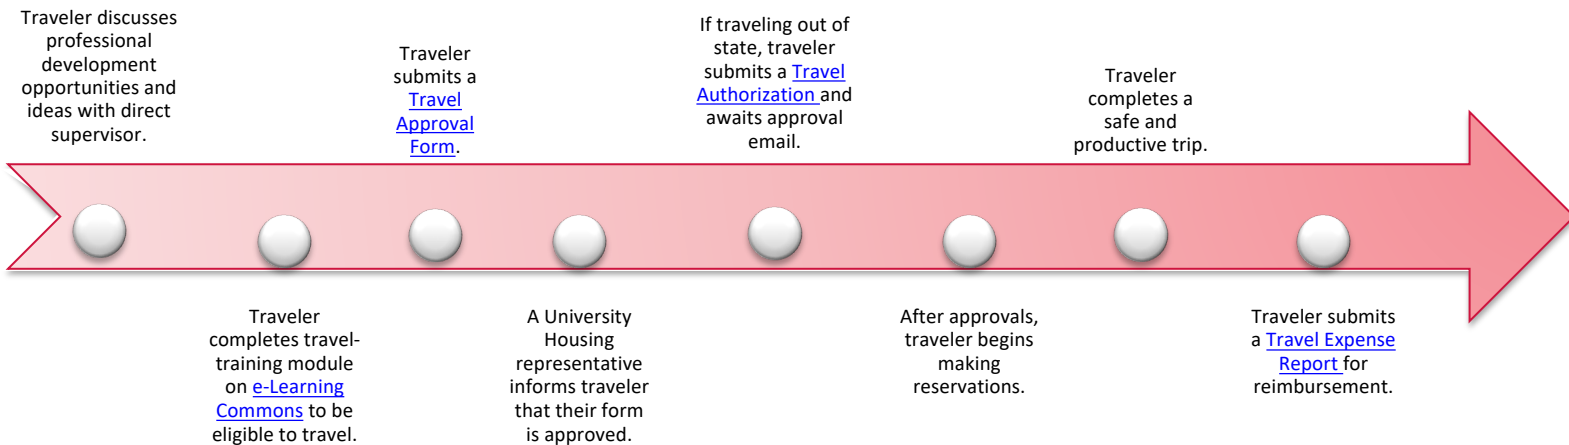 Traveler discusses
professional
development
opportunities and
ideas with direct
supervisor.
Traveler
completes travel-
training module
on e-Learning
Commons to be
eligible to travel.
Traveler
submits a
Travel
Approval
Form.
A University
Housing
representative
informs traveler
that their form
is approved.
If traveling out of
state, traveler
submits a Travel
Authorization and
awaits approval
email.
After approvals,
traveler begins
making
reservations.
Traveler
completes a
safe and
productive trip.
Traveler submits
a Travel Expense
Report for
reimbursement.